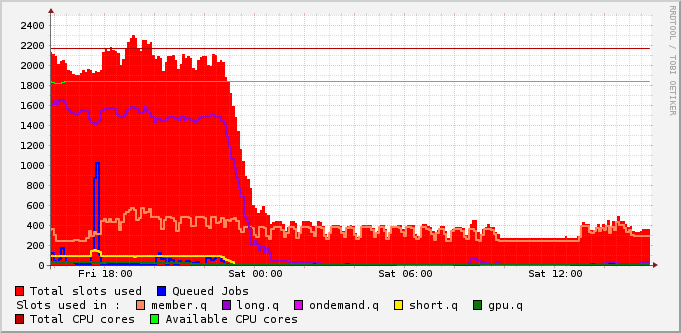 2400
2200
2000
1800
1600
1400
1200
1000
800
600
400
200
0
Fri 18:00 Sat 00:00 Sat 06:00 Sat 12:00
Total slots used Queued Jobs
Slots used in : member.q long.q ondemand.q short.q gpu.q
Total CPU cores Available CPU cores
RRDTOOL / TOBI OETIKER